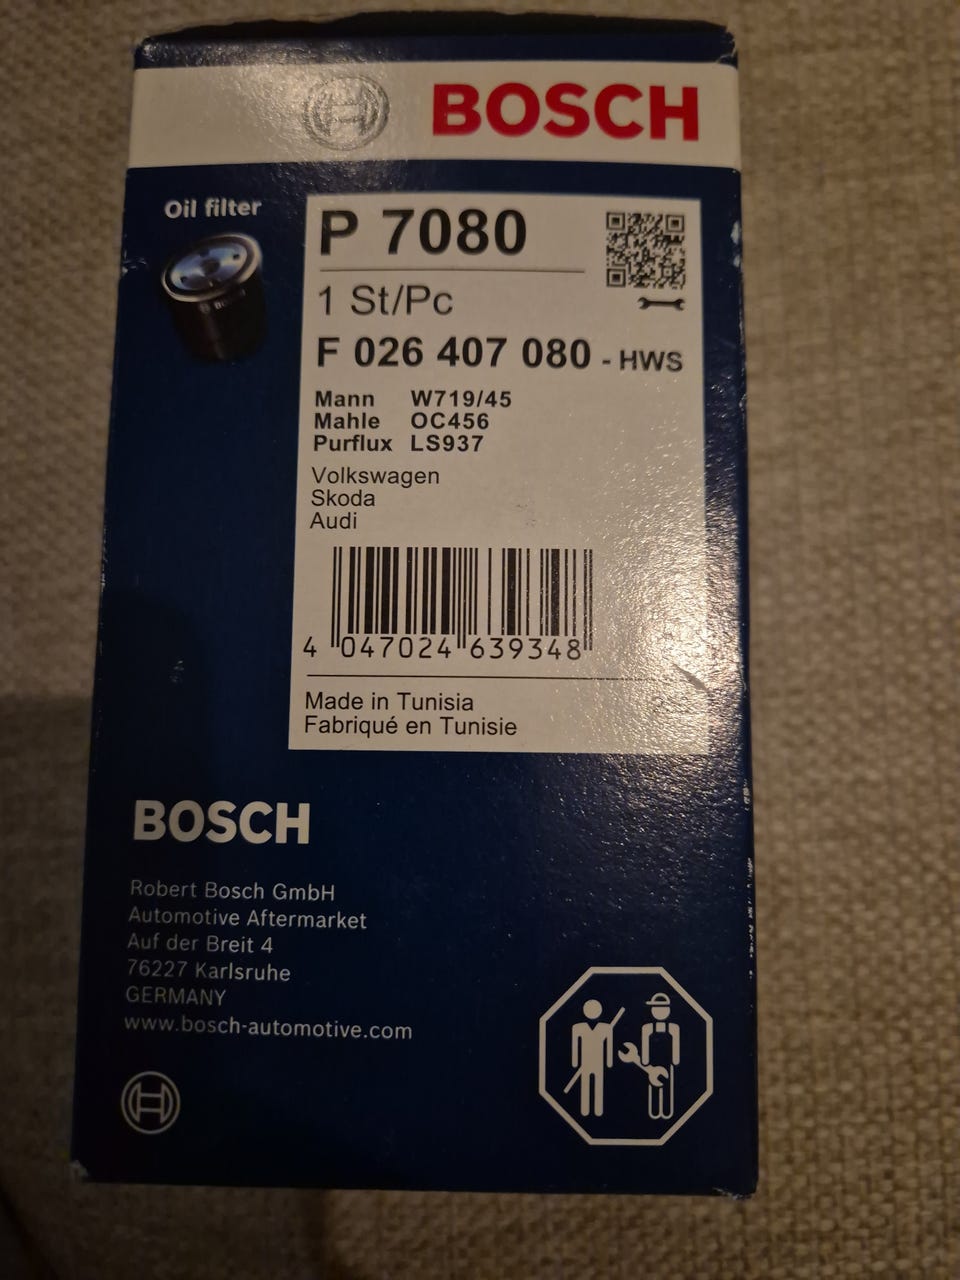 BOSCH
Oil filter
BOSCH
P 7080
1 St/Pc
F 026 407 080 - HWS
Mann W719/45
Mahle OC456
Purflux LS937
Volkswagen
Skoda
Audi
4 047024 639348
Made in Tunisia
Fabriqué en Tunisie
BOSCH
Robert Bosch GmbH
Automotive Aftermarket
Auf der Breit 4
76227 Karlsruhe
GERMANY
www.bosch-automotive.com